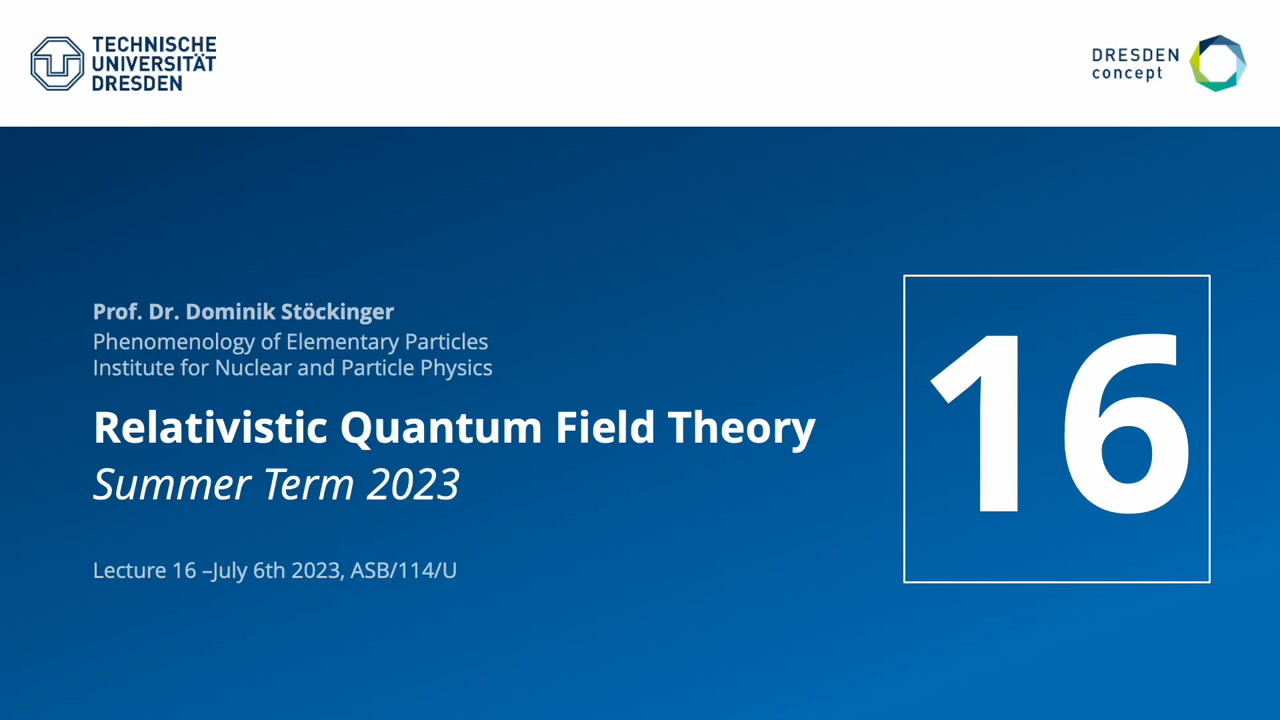 TECHNISCHE
UNIVERSITÄT
DRESDEN
DRESDEN
concept
Prof. Dr. Dominik Stöckinger
Phenomenology of Elementary Particles
Institute for Nuclear and Particle Physics
Relativistic Quantum Field Theory
Summer Term 2023
Lecture 16 –July 6th 2023, ASB/114/U
16